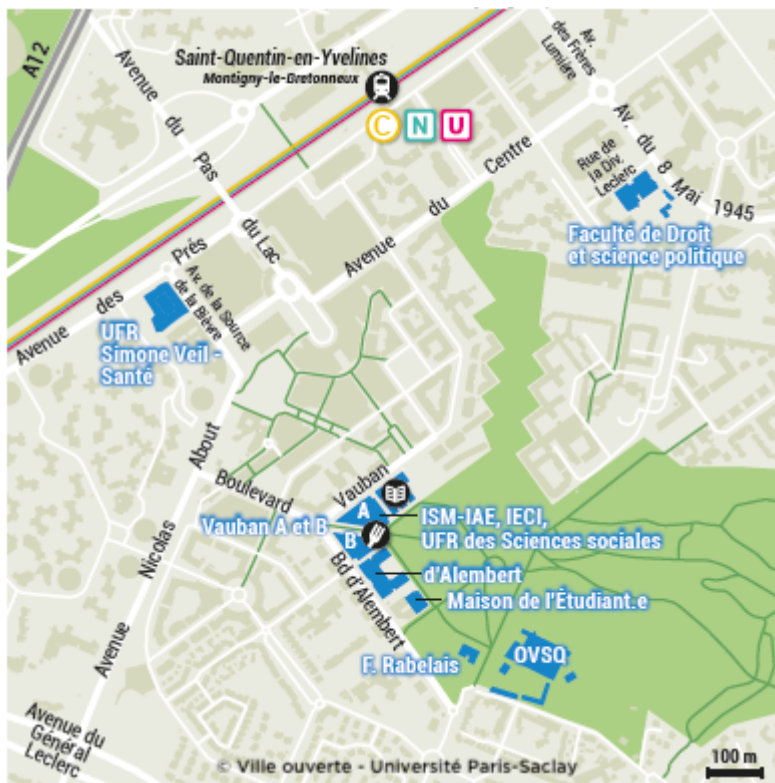 A12
Saint-Quentin-en-Yvelines
Montigny-le-Bretonneux
C N U
Av.
des Frères
Lumière
Av. du 8 Mai 1945
Rue de
la Div.
Leclerc
Faculté de Droit
et science politique
Avenue du Pas du Lac
Avenue du Centre
Avenue des Prés
Av. de la Source
de la Bièvre
UFR
Simone Veil -
Santé
Avenue Nicolas About
Boulevard Vauban
Vauban A et B
A
B
ISM-IAE, IECI,
UFR des Sciences sociales
d'Alembert
Maison de l'Étudiant.e
Bd d'Alembert
F. Rabelais
OVSQ
Avenue du
Général
Leclerc
© Ville ouverte - Université Paris-Saclay
100 m